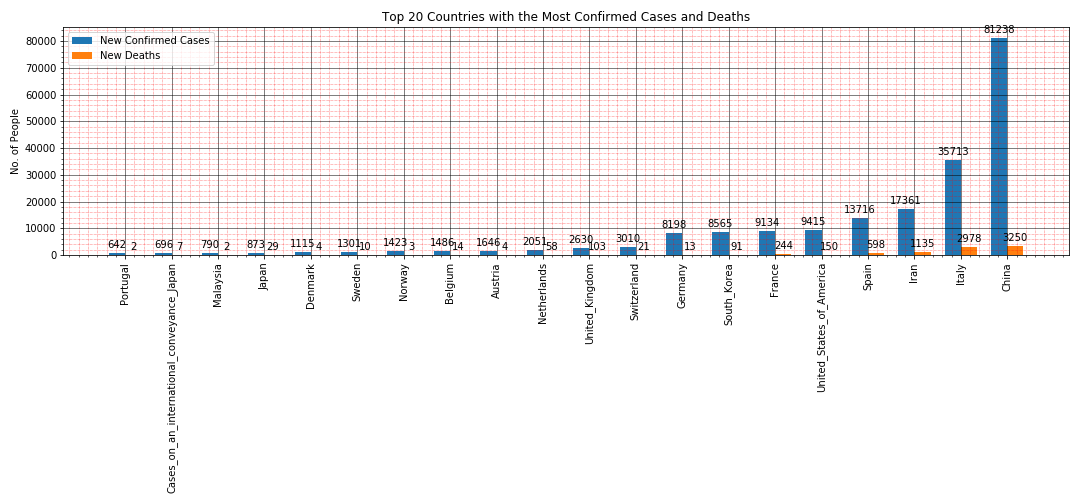 Top 20 Countries with the Most Confirmed Cases and Deaths
New Confirmed Cases
New Deaths
No. of People
80000
70000
60000
50000
40000
30000
20000
10000
0
642 2
696 7
790 2
873 29
1115 4
1301 10
1423 3
1486 14
1646 4
2051 58
2630 103
3010 21
8198 13
8565 91
9134 244
9415 150
13716 598
17361 1135
35713 2978
81238 3250
Portugal
Cases_on_an_international_conveyance_Japan
Malaysia
Japan
Denmark
Sweden
Norway
Belgium
Austria
Netherlands
United_Kingdom
Switzerland
Germany
South_Korea
France
United_States_of_America
Spain
Iran
Italy
China